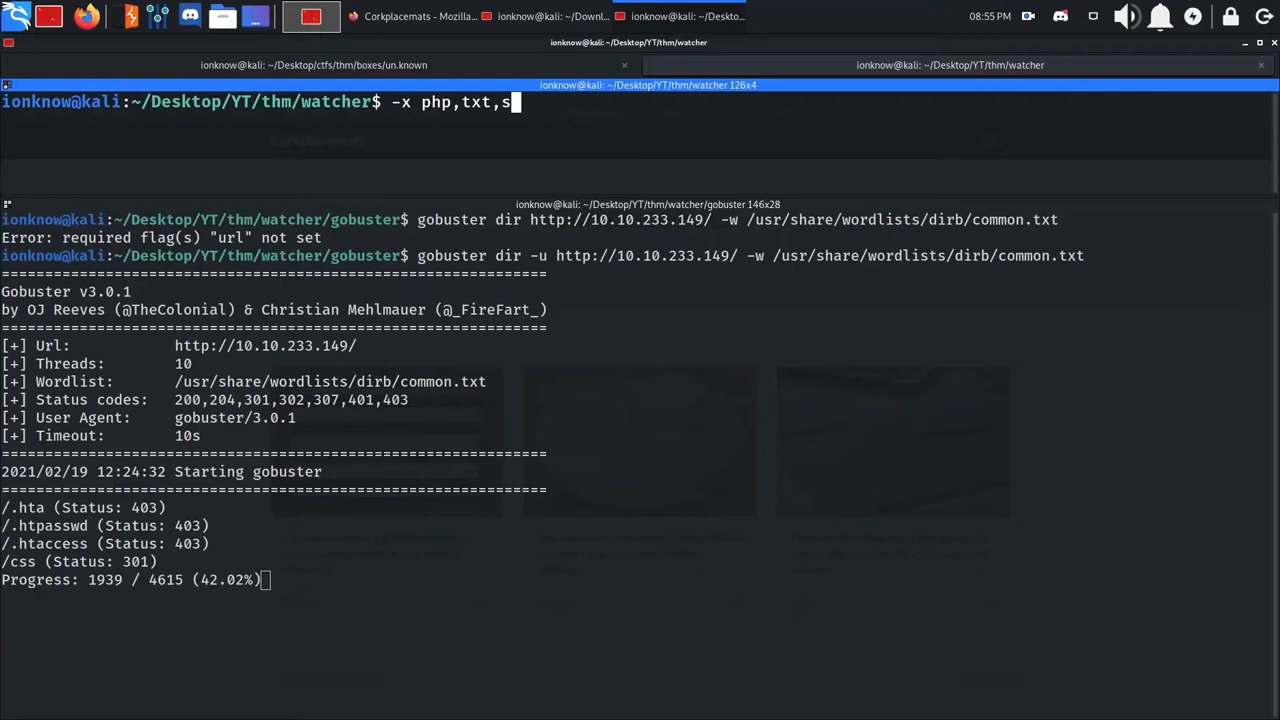 Corkplacemats - Mozilla...
ionknow@kali: ~/Downl...
ionknow@kali: ~/Deskto...
08:55 PM
ionknow@kali: ~/Desktop/YT/thm/watcher
ionknow@kali: ~/Desktop/ctfs/thm/boxes/un.known
ionknow@kali: ~/Desktop/YT/thm/watcher
ionknow@kali: ~/Desktop/YT/thm/watcher 126x4
ionknow@kali:~/Desktop/YT/thm/watcher$ -x php,txt,s
Corkplacemats
ionknow@kali: ~/Desktop/YT/thm/watcher/gobuster 146x28
ionknow@kali:~/Desktop/YT/thm/watcher/gobuster$ gobuster dir http://10.10.233.149/ -w /usr/share/wordlists/dirb/common.txt
Error: required flag(s) "url" not set
ionknow@kali:~/Desktop/YT/thm/watcher/gobuster$ gobuster dir -u http://10.10.233.149/ -w /usr/share/wordlists/dirb/common.txt
===============================================================
Gobuster v3.0.1
by OJ Reeves (@TheColonial) & Christian Mehlmauer (@_FireFart_)
===============================================================
[+] Url:            http://10.10.233.149/
[+] Threads:        10
[+] Wordlist:       /usr/share/wordlists/dirb/common.txt
[+] Status codes:   200,204,301,302,307,401,403
[+] User Agent:     gobuster/3.0.1
[+] Timeout:        10s
===============================================================
2021/02/19 12:24:32 Starting gobuster
===============================================================
/.hta (Status: 403)
/.htpasswd (Status: 403)
/.htaccess (Status: 403)
/css (Status: 301)
Progress: 1939 / 4615 (42.02%)